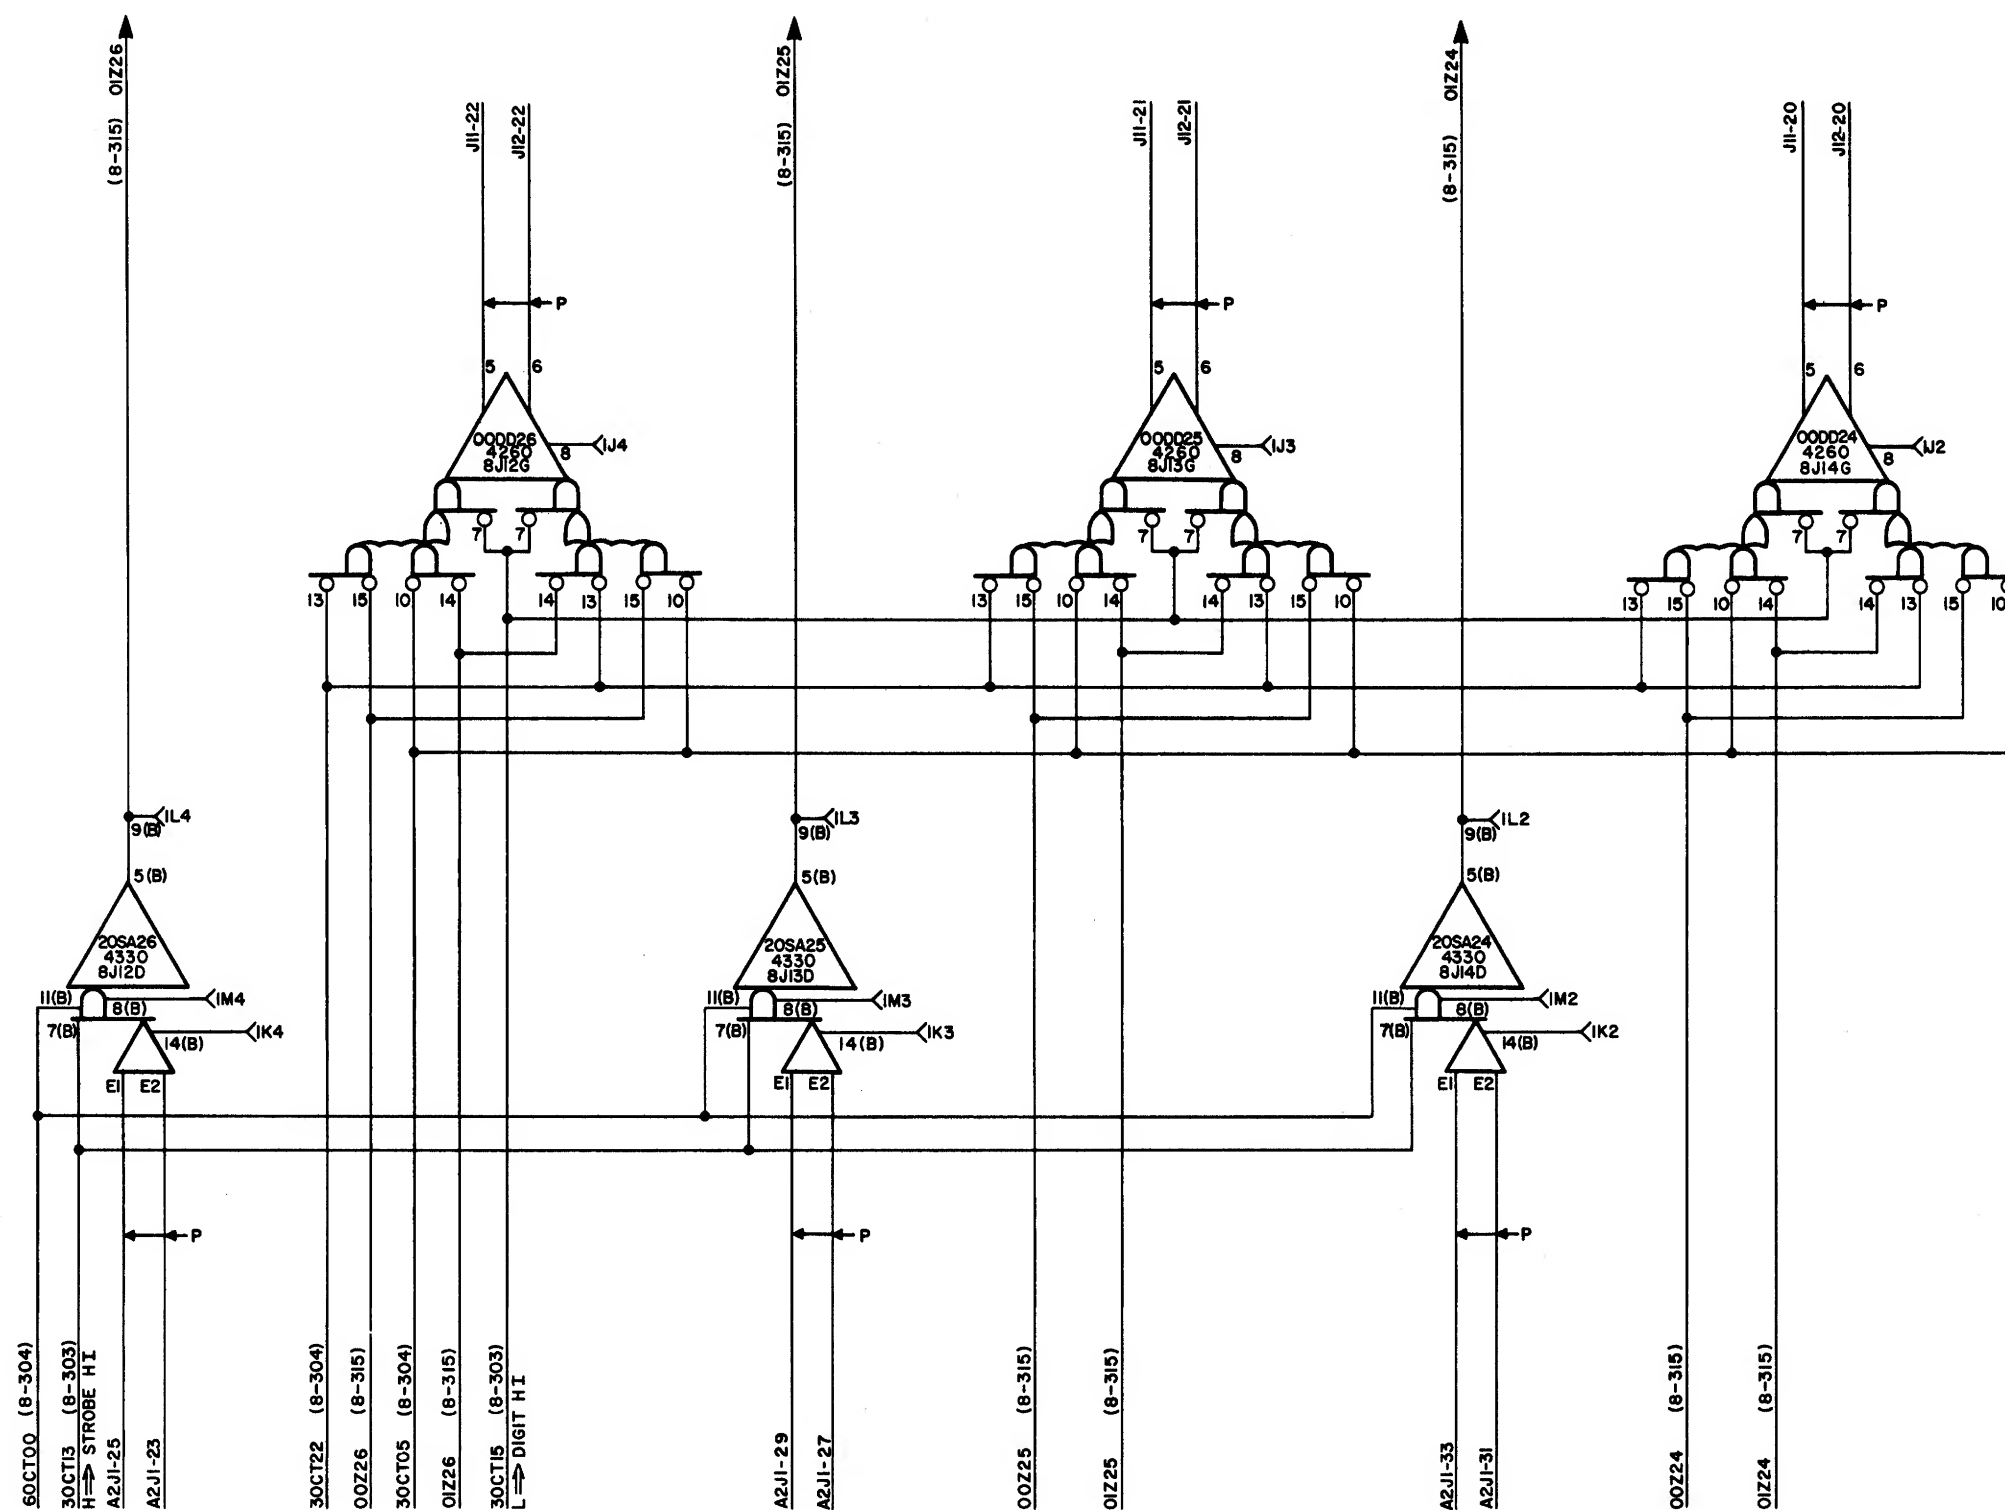 (8-315) 01Z26
J11-22
J12-22
(8-315) 01Z25
J11-21
J12-21
(8-315) 01Z24
J11-20
J12-20
P
P
P
5 6
5 6
5 6
00DD26
4260
8J12G
8
1J4
00DD25
4260
8J13G
8
1J3
00DD24
4260
8J14G
8
1J2
7 7
7 7
7 7
13 15 10 14 14 13 15 10
13 15 10 14 14 13 15 10
13 15 10 14 14 13 15 10
1L4
9(B)
1L3
9(B)
1L2
9(B)
5(B)
5(B)
5(B)
20SA26
4330
8J12D
20SA25
4330
8J13D
20SA24
4330
8J14D
11(B)
8(B)
1M4
7(B)
14(B)
1K4
E1 E2
11(B)
8(B)
1M3
7(B)
14(B)
1K3
E1 E2
11(B)
8(B)
1M2
7(B)
14(B)
1K2
E1 E2
P
P
P
60CT00 (8-304)
30CT13 (8-303)
H⇒STROBE HI
A2J1-25
A2J1-23
30CT22 (8-304)
00Z26 (8-315)
30CT05 (8-304)
01Z26 (8-315)
30CT15 (8-303)
L⇒DIGIT HI
A2J1-29
A2J1-27
00Z25 (8-315)
01Z25 (8-315)
A2J1-33
A2J1-31
00Z24 (8-315)
01Z24 (8-315)